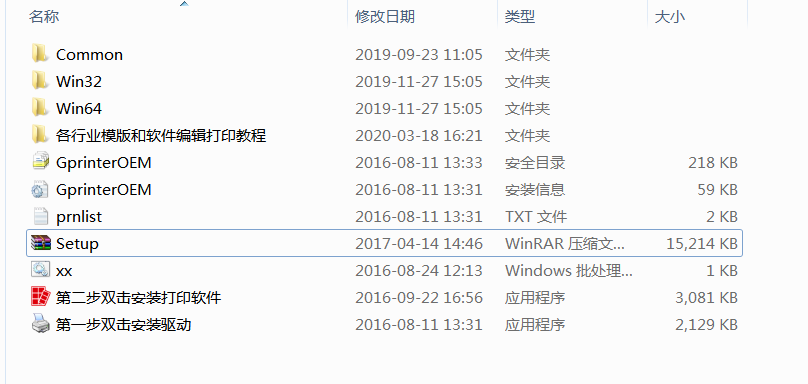 名称 修改日期 类型 大小
Common 2019-09-23 11:05 文件夹
Win32 2019-11-27 15:05 文件夹
Win64 2019-11-27 15:05 文件夹
各行业模版和软件编辑打印教程 2020-03-18 16:21 文件夹
GprinterOEM 2016-08-11 13:33 安全目录 218 KB
GprinterOEM 2016-08-11 13:31 安装信息 59 KB
prnlist 2016-08-11 13:31 TXT 文件 2 KB
Setup 2017-04-14 14:46 WinRAR 压缩文... 15,214 KB
xx 2016-08-24 12:13 Windows 批处理... 1 KB
第二步双击安装打印软件 2016-09-22 16:56 应用程序 3,081 KB
第一步双击安装驱动 2016-08-11 13:31 应用程序 2,129 KB